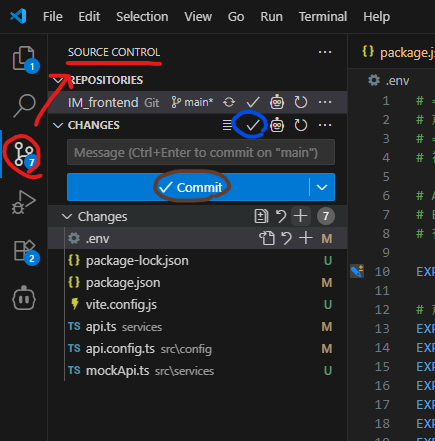 File Edit Selection View Go Run Terminal Help
SOURCE CONTROL ...
package.js
REPOSITORIES
.env
IM_frontend Git main*
1 #
CHANGES
2 #
3 #
Message (Ctrl+Enter to commit on "main")
4 #
5
Commit
6 #
7 #
Changes 7
8 #
.env M
9
package-lock.json U
10 EXP
package.json M
11
vite.config.js U
12 #
api.ts services M
13 EXP
api.config.ts src\config M
14 EXP
mockApi.ts src\services U
15 EXP
16 EXP
17 EXP
18 EXP
1
7
2